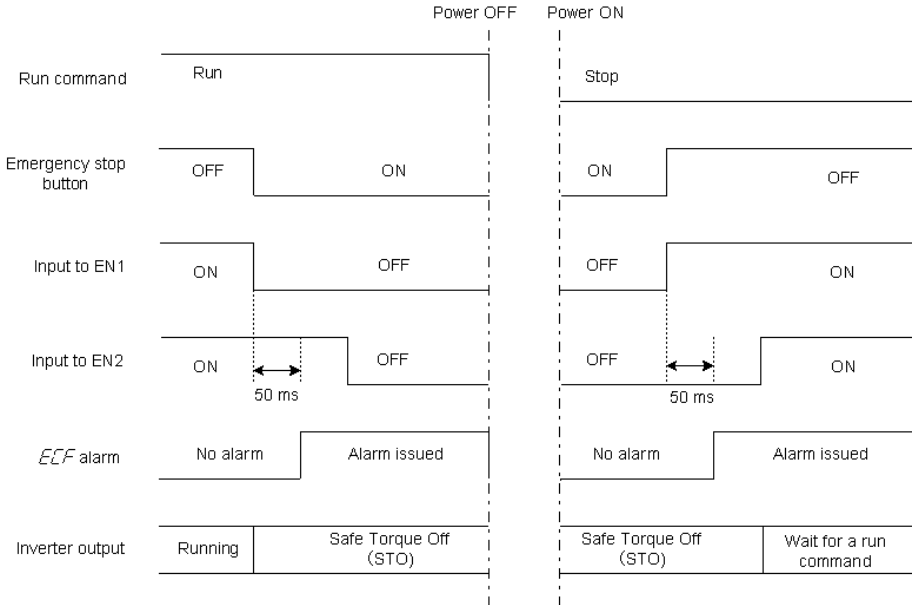 Power OFF Power ON
Run command Run Stop
Emergency stop
button
OFF ON ON OFF
Input to EN1 ON OFF OFF ON
Input to EN2 ON OFF OFF ON
50 ms 50 ms
ECF alarm No alarm Alarm issued No alarm Alarm issued
Inverter output Running Safe Torque Off
(STO)
Safe Torque Off
(STO)
Wait for a run
command